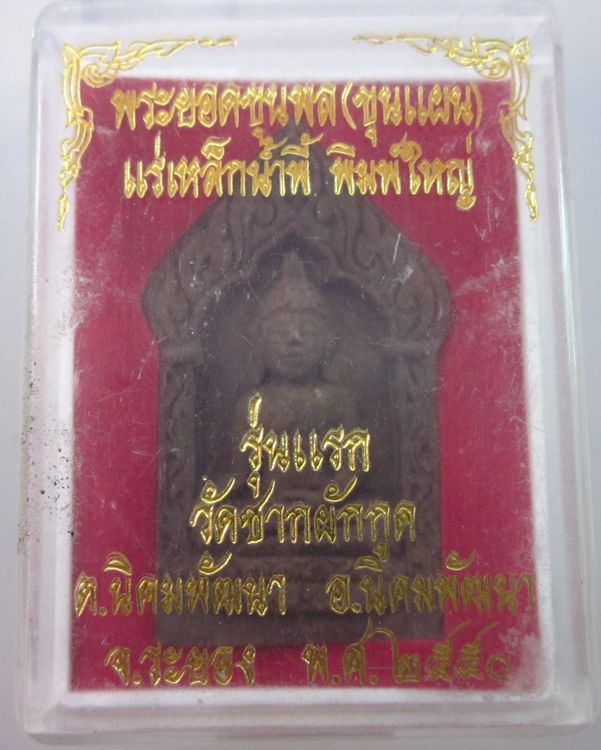 พระยอดขุนพล(ขุนแผน)
แร่เหล็กน้ำพี้ พิมพ์ใหญ่
รุ่นแรก
วัดซากผักกูด
ต.นิคมพัฒนา อ.นิคมพัฒนา
จ.ระยอง พ.ศ.๒๕๕๐